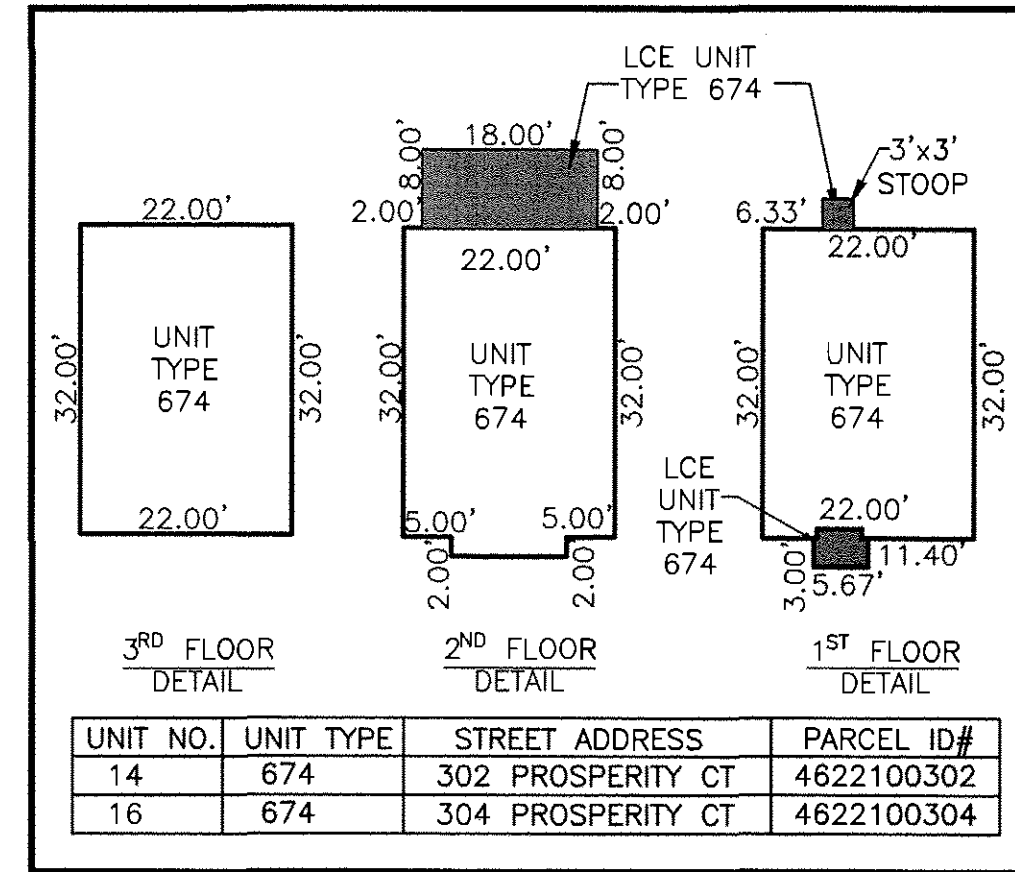 LCE UNIT
TYPE 674
22.00'
32.00'
UNIT
TYPE
674
32.00'
22.00'
3RD FLOOR
DETAIL
18.00'
8.00'
8.00'
2.00'
2.00'
22.00'
32.00'
UNIT
TYPE
674
32.00'
5.00'
5.00'
2.00'
2.00'
2ND FLOOR
DETAIL
3'x3'
STOOP
6.33'
22.00'
32.00'
UNIT
TYPE
674
32.00'
LCE
UNIT
TYPE
674
22.00'
3.00'
5.67'
11.40'
1ST FLOOR
DETAIL
UNIT NO. UNIT TYPE STREET ADDRESS PARCEL ID#
14 674 302 PROSPERITY CT 4622100302
16 674 304 PROSPERITY CT 4622100304